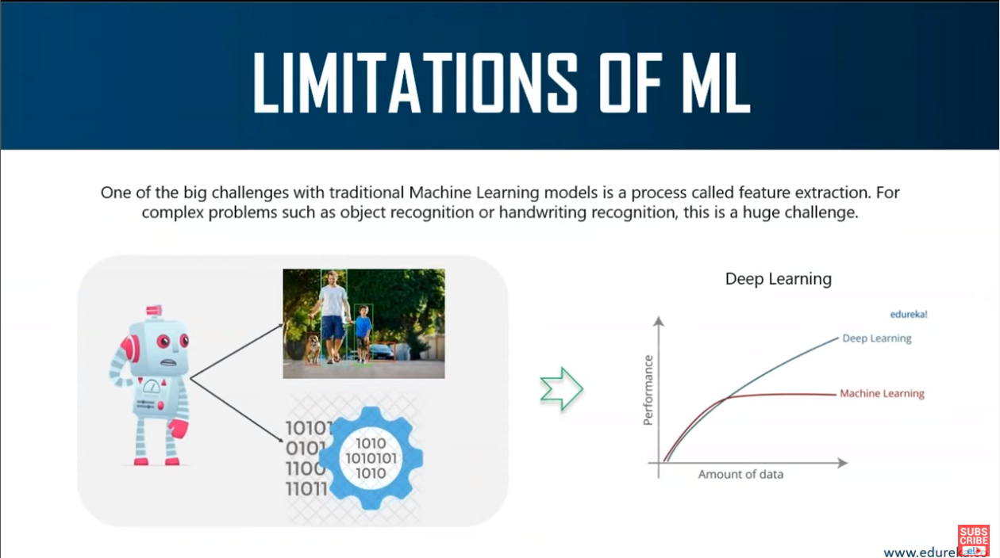 LIMITATIONS OF ML
One of the big challenges with traditional Machine Learning models is a process called feature extraction. For
complex problems such as object recognition or handwriting recognition, this is a huge challenge.
10101
0101
1100
11011
1010
1010101
1010
Deep Learning
edureka!
Deep Learning
Machine Learning
Performance
Amount of data
SUBS
CRIBE
www.edureka.co